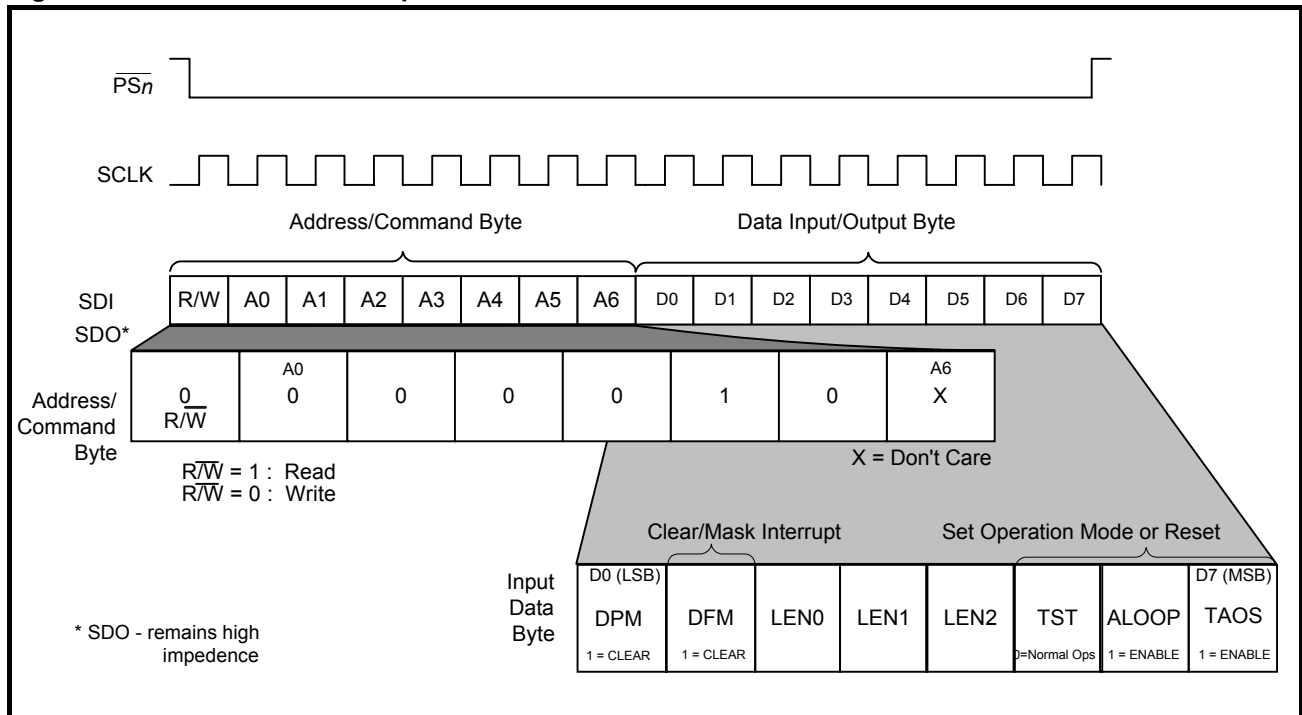 PSn
SCLK
Address/Command Byte
Data Input/Output Byte
SDI
R/W A0 A1 A2 A3 A4 A5 A6 D0 D1 D2 D3 D4 D5 D6 D7
SDO*
A0 A6
0 0 0 0 0 1 0 X
R/W
Address/
Command
Byte
X = Don't Care
R/W = 1 : Read
R/W = 0 : Write
Clear/Mask Interrupt
Set Operation Mode or Reset
Input
Data
Byte
D0 (LSB) D7 (MSB)
DPM DFM LEN0 LEN1 LEN2 TST ALOOP TAOS
1 = CLEAR 1 = CLEAR 0=Normal Ops 1 = ENABLE 1 = ENABLE
* SDO - remains high
impedence